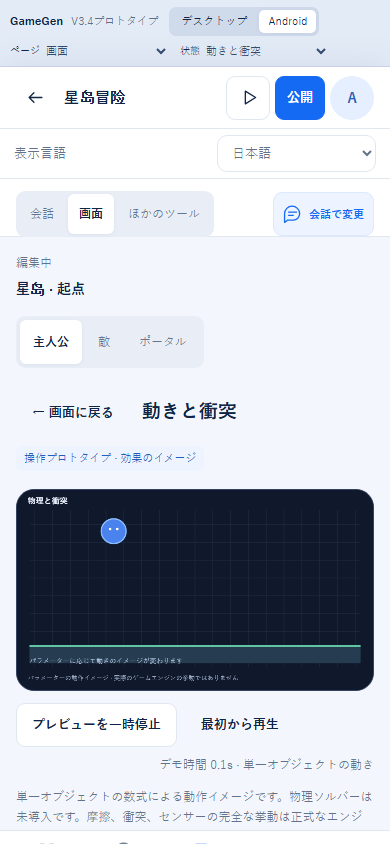 GameGen V3.4プロトタイプ デスクトップ Android
ページ 画面 状態 動きと衝突
← 星岛冒险 公開 A
表示言語 日本語
会話 画面 ほかのツール 会話で変更
編集中
星岛 · 起点
主人公 敵 ポータル
← 画面に戻る 動きと衝突
操作プロトタイプ · 効果のイメージ
物理と衝突
パラメーターに応じて動きのイメージが変わります
パラメーターの動作イメージ · 実際のゲームエンジンの挙動ではありません
プレビューを一時停止 最初から再生
デモ時間 0.1s · 単一オブジェクトの動き
単一オブジェクトの数式による動作イメージです。物理ソルバーは
未導入です。摩擦、衝突、センサーの完全な挙動は正式なエンジ